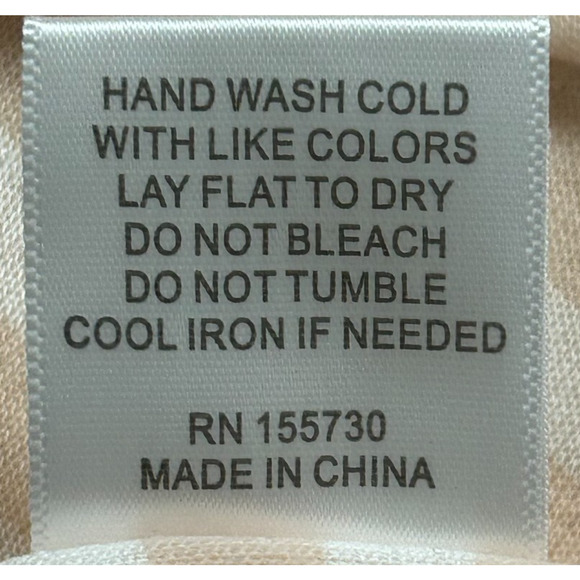 HAND WASH COLD
WITH LIKE COLORS
LAY FLAT TO DRY
DO NOT BLEACH
DO NOT TUMBLE
COOL IRON IF NEEDED
RN 155730
MADE IN CHINA